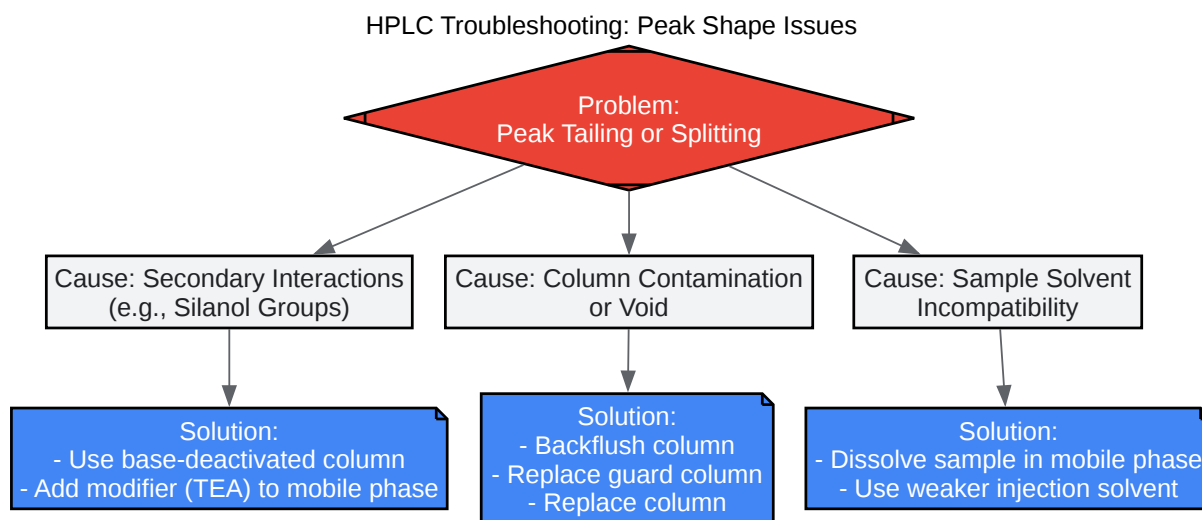 HPLC Troubleshooting: Peak Shape Issues
Problem:
Peak Tailing or Splitting
Cause: Secondary Interactions
(e.g., Silanol Groups)
Cause: Column Contamination
or Void
Cause: Sample Solvent
Incompatibility
Solution:
- Use base-deactivated column
- Add modifier (TEA) to mobile phase
Solution:
- Backflush column
- Replace guard column
- Replace column
Solution:
- Dissolve sample in mobile phase
- Use weaker injection solvent